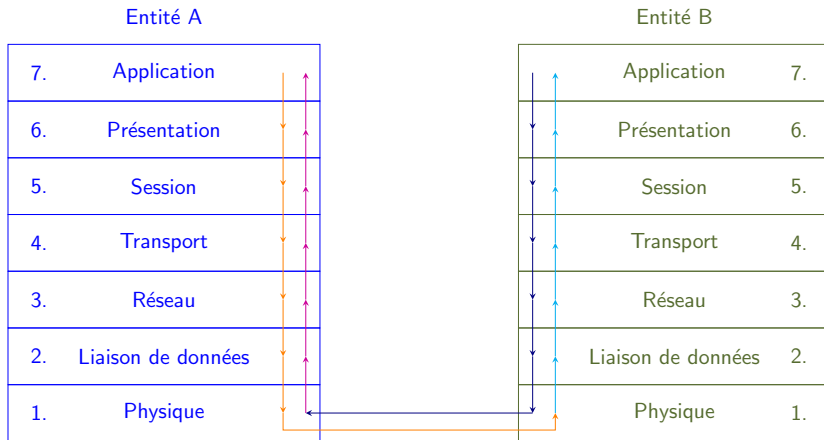 Entité A Entité B
7. Application Application 7.
6. Présentation Présentation 6.
5. Session Session 5.
4. Transport Transport 4.
3. Réseau Réseau 3.
2. Liaison de données Liaison de données 2.
1. Physique Physique 1.